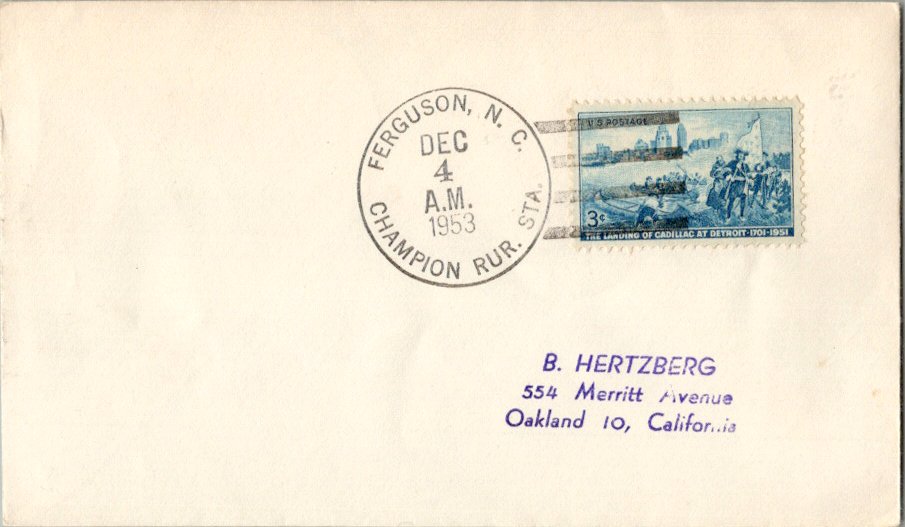 FERGUSON, N. C.
DEC
4
A.M.
1953
CHAMPION RUR. STA.
U S POSTAGE
3¢
THE LANDING OF CADILLAC AT DETROIT·1701-1951
B. HERTZBERG
554 Merritt Avenue
Oakland 10, California